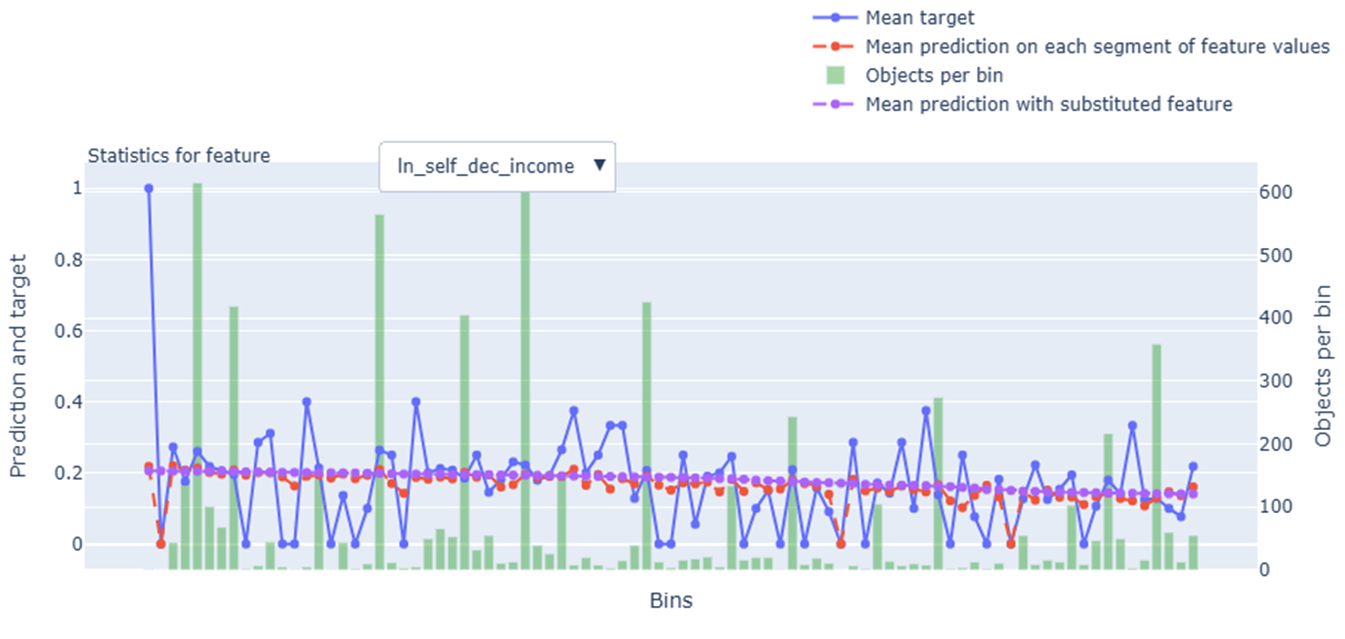 Mean target
Mean prediction on each segment of feature values
Objects per bin
Mean prediction with substituted feature
Statistics for feature
ln_self_dec_income ▼
1
0.8
0.6
0.4
0.2
0
Prediction and target
600
500
400
300
200
100
0
Objects per bin
Bins